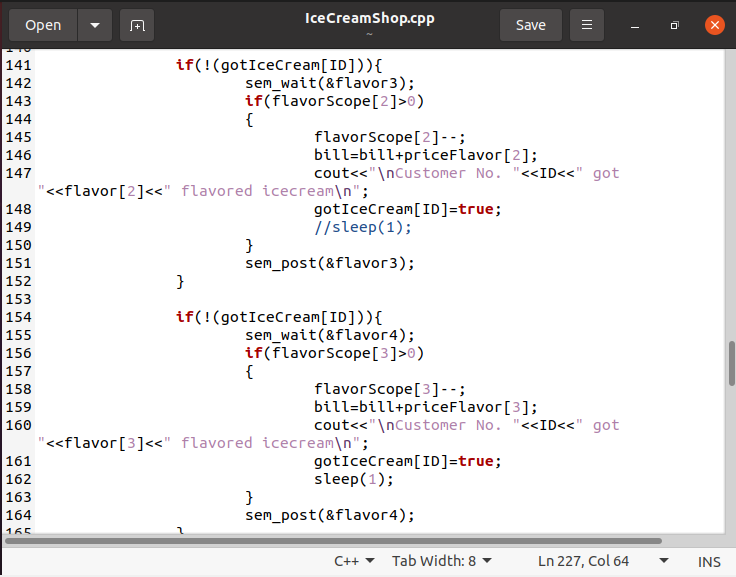 Open
IceCreamShop.cpp
~
Save
140
141 if(!(gotIceCream[ID])){
142 sem_wait(&flavor3);
143 if(flavorScope[2]>0)
144 {
145 flavorScope[2]--;
146 bill=bill+priceFlavor[2];
147 cout<<"\nCustomer No. "<<ID<<" got
"<<flavor[2]<<" flavored icecream\n";
148 gotIceCream[ID]=true;
149 //sleep(1);
150 }
151 sem_post(&flavor3);
152 }
153
154 if(!(gotIceCream[ID])){
155 sem_wait(&flavor4);
156 if(flavorScope[3]>0)
157 {
158 flavorScope[3]--;
159 bill=bill+priceFlavor[3];
160 cout<<"\nCustomer No. "<<ID<<" got
"<<flavor[3]<<" flavored icecream\n";
161 gotIceCream[ID]=true;
162 sleep(1);
163 }
164 sem_post(&flavor4);
165 }
C++ Tab Width: 8 Ln 227, Col 64 INS